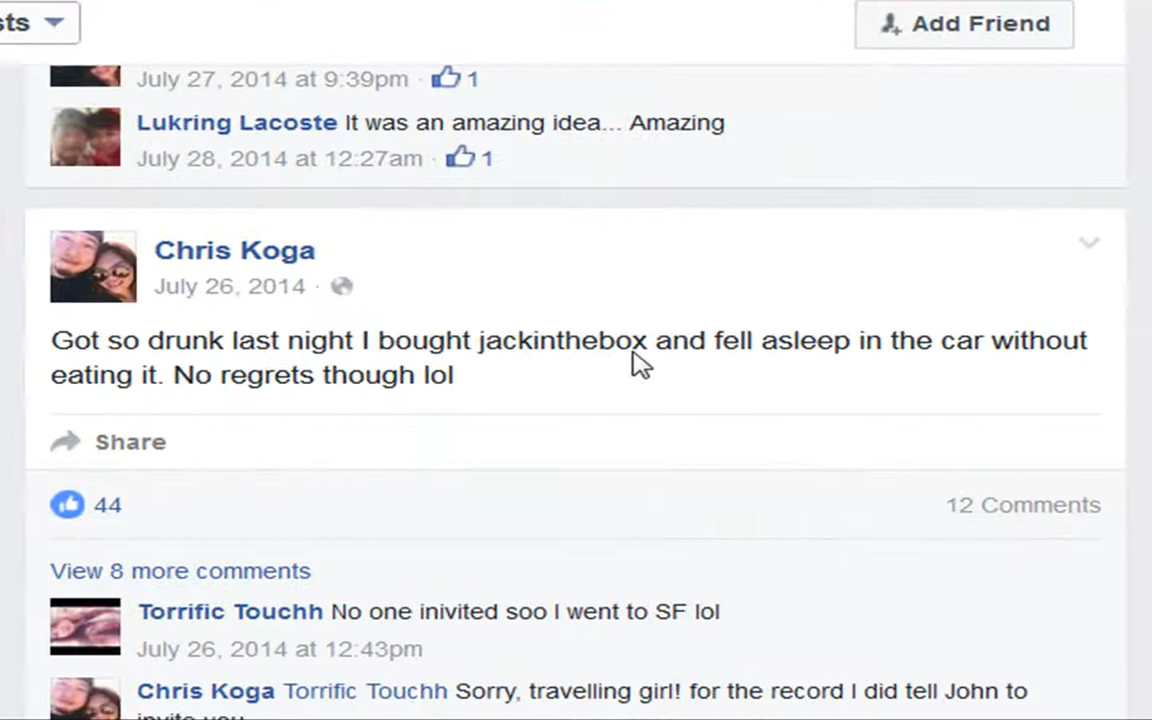 sts
Add Friend
July 27, 2014 at 9:39pm · 1
Lukring Lacoste It was an amazing idea... Amazing
July 28, 2014 at 12:27am · 1
Chris Koga
July 26, 2014 ·
Got so drunk last night I bought jackinthebox and fell asleep in the car without
eating it. No regrets though lol
Share
44
12 Comments
View 8 more comments
Torrific Touchh No one inivited soo I went to SF lol
July 26, 2014 at 12:43pm
Chris Koga Torrific Touchh Sorry, travelling girl! for the record I did tell John to
invite you